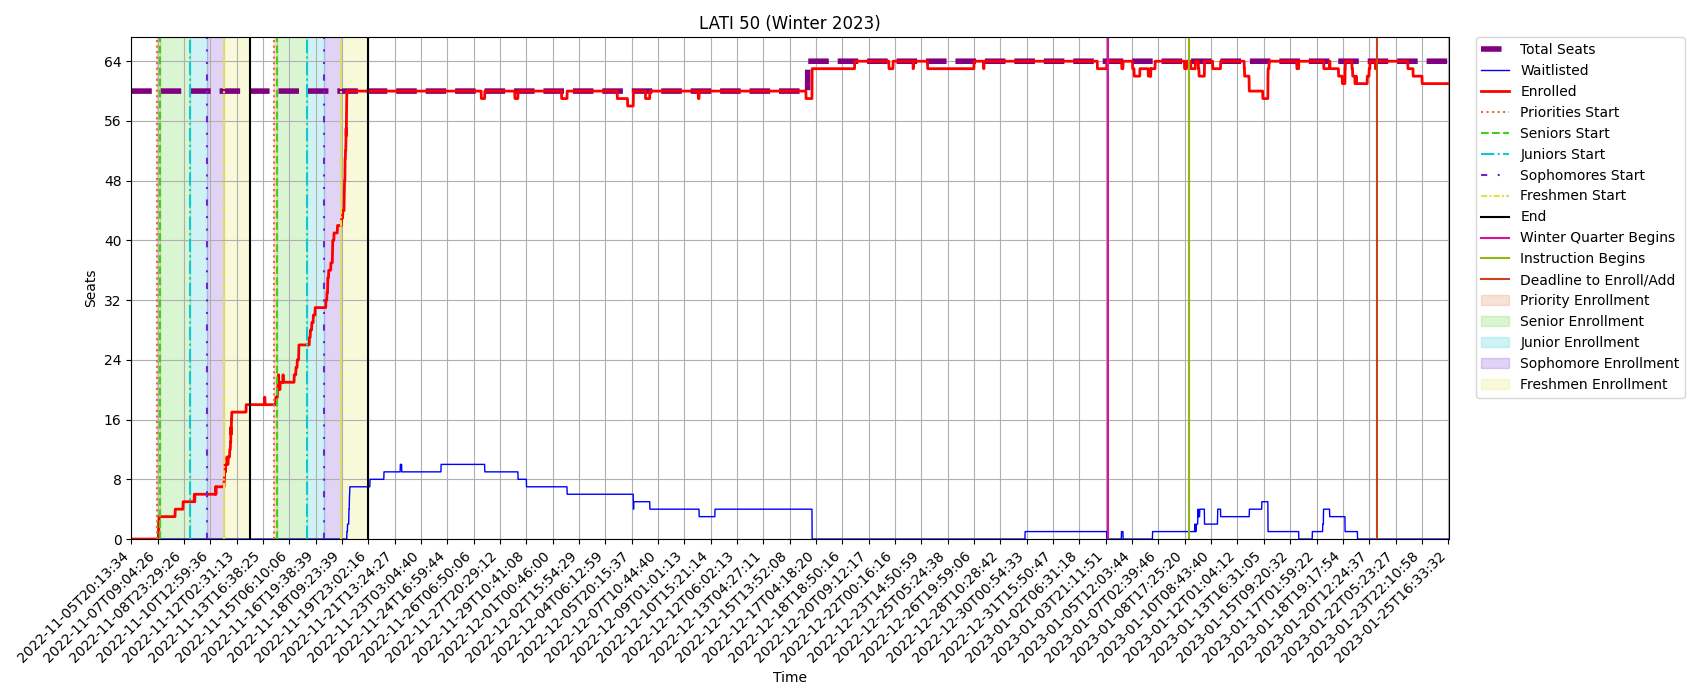 LATI 50 (Winter 2023)
Seats
64
56
48
40
32
24
16
8
0
2022-11-05T20:13:34
2022-11-07T09:04:26
2022-11-08T23:29:26
2022-11-10T12:59:36
2022-11-12T02:31:13
2022-11-13T16:38:25
2022-11-15T06:10:06
2022-11-16T19:38:39
2022-11-18T09:23:39
2022-11-19T23:02:16
2022-11-21T13:24:27
2022-11-23T03:04:40
2022-11-24T16:59:44
2022-11-26T06:50:06
2022-11-27T20:29:12
2022-11-29T10:41:08
2022-12-01T00:46:00
2022-12-02T15:54:29
2022-12-04T06:12:59
2022-12-05T20:15:37
2022-12-07T10:44:40
2022-12-09T01:01:13
2022-12-10T15:21:14
2022-12-12T06:02:13
2022-12-13T04:27:11
2022-12-15T13:52:08
2022-12-17T04:18:20
2022-12-18T18:50:16
2022-12-20T09:12:17
2022-12-22T00:16:16
2022-12-23T14:50:59
2022-12-25T05:24:38
2022-12-26T19:59:06
2022-12-28T10:28:42
2022-12-30T00:54:33
2022-12-31T15:50:47
2023-01-02T06:31:18
2023-01-03T21:11:51
2023-01-05T12:03:44
2023-01-07T02:39:46
2023-01-08T17:25:20
2023-01-10T08:43:40
2023-01-12T01:04:12
2023-01-13T16:31:05
2023-01-15T09:20:32
2023-01-17T01:59:22
2023-01-18T19:17:54
2023-01-20T12:24:37
2023-01-22T05:23:27
2023-01-23T22:10:58
2023-01-25T16:33:32
Time
Total Seats
Waitlisted
Enrolled
Priorities Start
Seniors Start
Juniors Start
Sophomores Start
Freshmen Start
End
Winter Quarter Begins
Instruction Begins
Deadline to Enroll/Add
Priority Enrollment
Senior Enrollment
Junior Enrollment
Sophomore Enrollment
Freshmen Enrollment